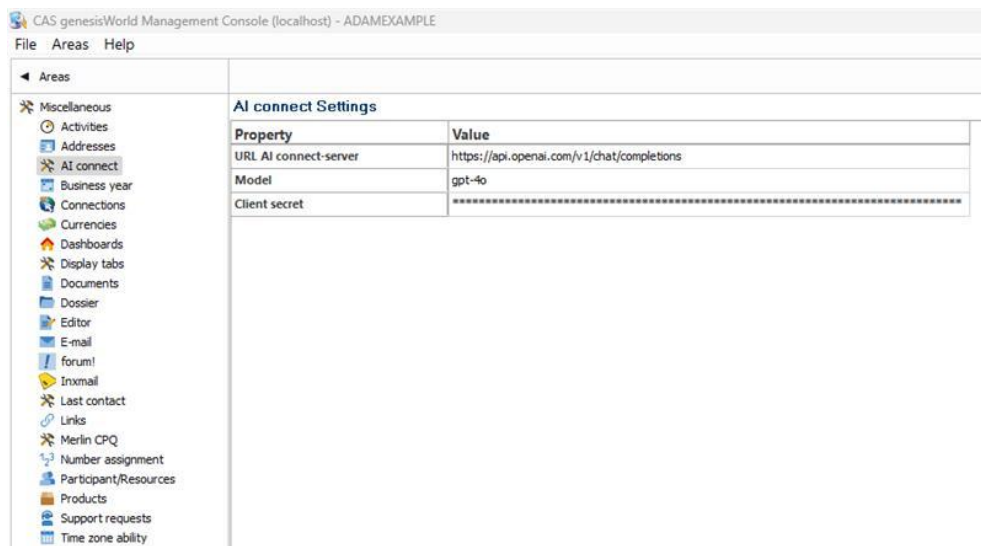 CAS genesisWorld Management Console (localhost) - ADAMEXAMPLE
File Areas Help
Areas
Miscellaneous
Activities
Addresses
AI connect
Business year
Connections
Currencies
Dashboards
Display tabs
Documents
Dossier
Editor
E-mail
forum!
Inxmail
Last contact
Links
Merlin CPQ
Number assignment
Participant/Resources
Products
Support requests
Time zone ability
AI connect Settings
Property Value
URL AI connect-server https://api.openai.com/v1/chat/completions
Model gpt-4o
Client secret ******************************************************************************